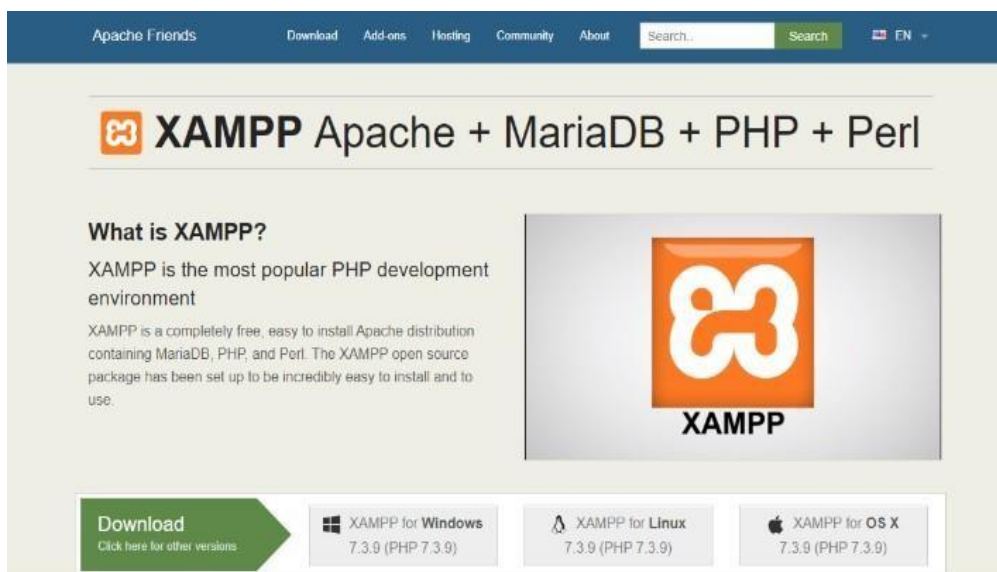 Apache Friends Download Add-ons Hosting Community About Search.. Search EN
XAMPP Apache + MariaDB + PHP + Perl
What is XAMPP?
XAMPP is the most popular PHP development
environment
XAMPP is a completely free, easy to install Apache distribution
containing MariaDB, PHP, and Perl. The XAMPP open source
package has been set up to be incredibly easy to install and to
use.
XAMPP
Download
Click here for other versions
XAMPP for Windows
7.3.9 (PHP 7.3.9)
XAMPP for Linux
7.3.9 (PHP 7.3.9)
XAMPP for OS X
7.3.9 (PHP 7.3.9)